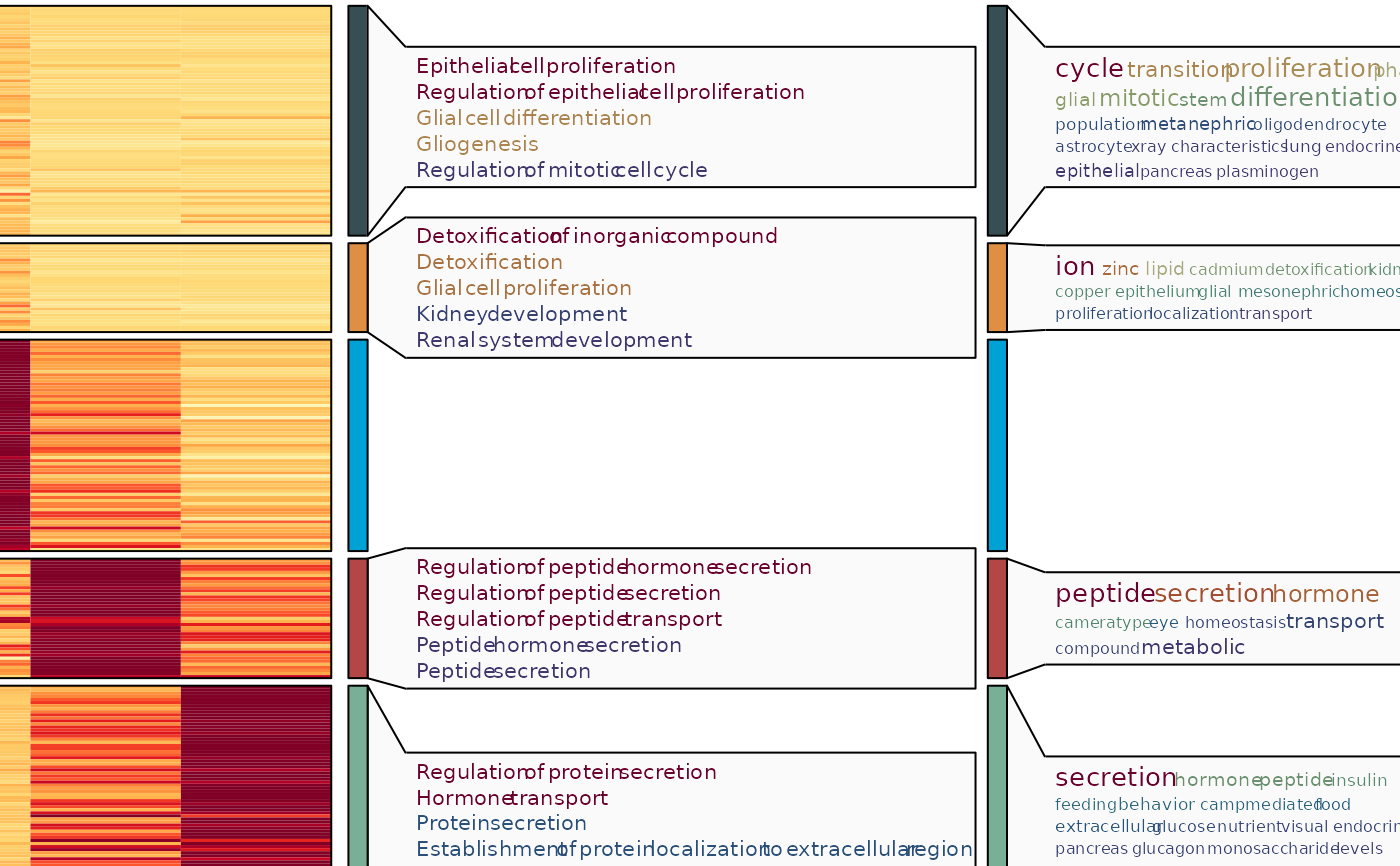 Epithelial cell proliferation
Regulation of epithelial cell proliferation
Glial cell differentiation
Gliogenesis
Regulation of mitotic cell cycle
Detoxification of inorganic compound
Detoxification
Glial cell proliferation
Kidney development
Renal system development
Regulation of peptide hormone secretion
Regulation of peptide secretion
Regulation of peptide transport
Peptide hormone secretion
Peptide secretion
Regulation of protein secretion
Hormone transport
Protein secretion
Establishment of protein localization to extracellular region
cycle transition proliferation
glial mitotic stem
population metanephric oligodendrocyte
astrocyte xray characteristics lung endocrine
epithelial pancreas plasminogen
ion zinc lipid cadmium detoxification
copper epithelium glial mesonephric
proliferation localization transport
peptide secretion hormone
cameratype eye homeostasis transport
compound metabolic
secretion hormone peptide insulin
feeding behavior campmediated food
extracellular glucose nutrient visual
pancreas glucagon monosaccharide levels